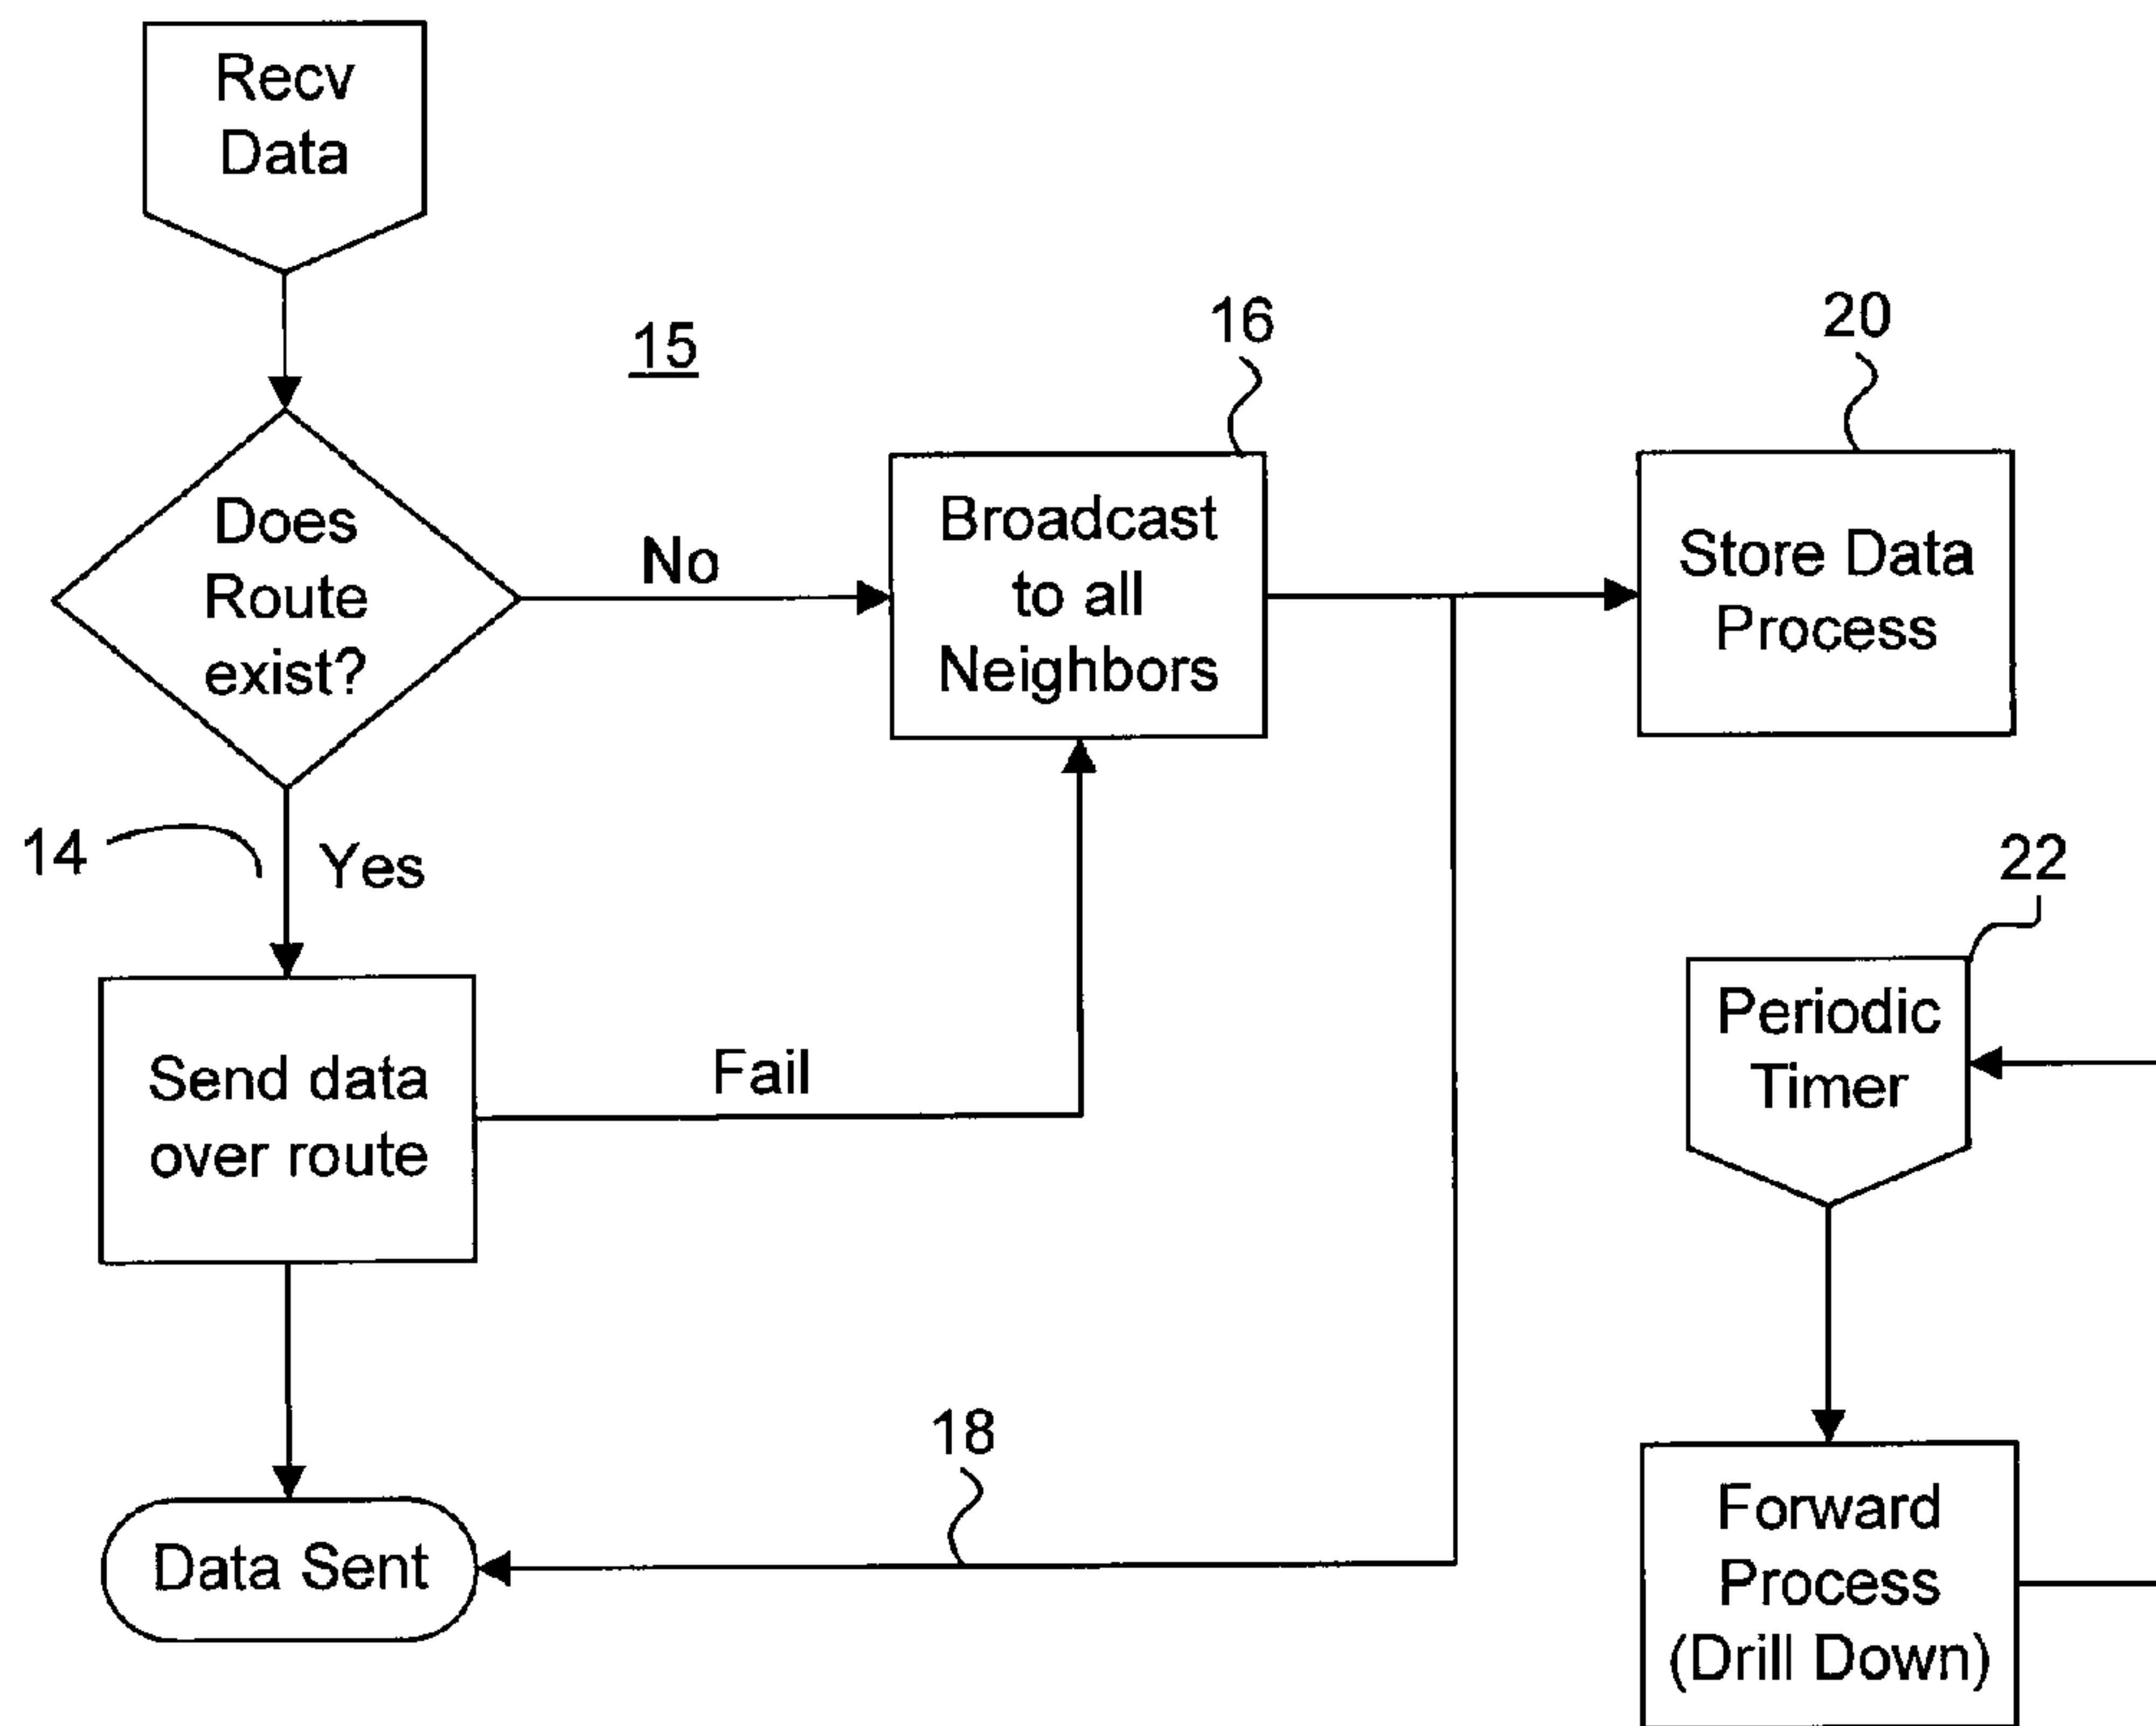 Recv
Data
15
16
20
Does
Route
exist?
No
Broadcast
to all
Neighbors
Store Data
Process
14
Yes
22
Send data
over route
Fail
Periodic
Timer
18
Data Sent
Forward
Process
(Drill Down)